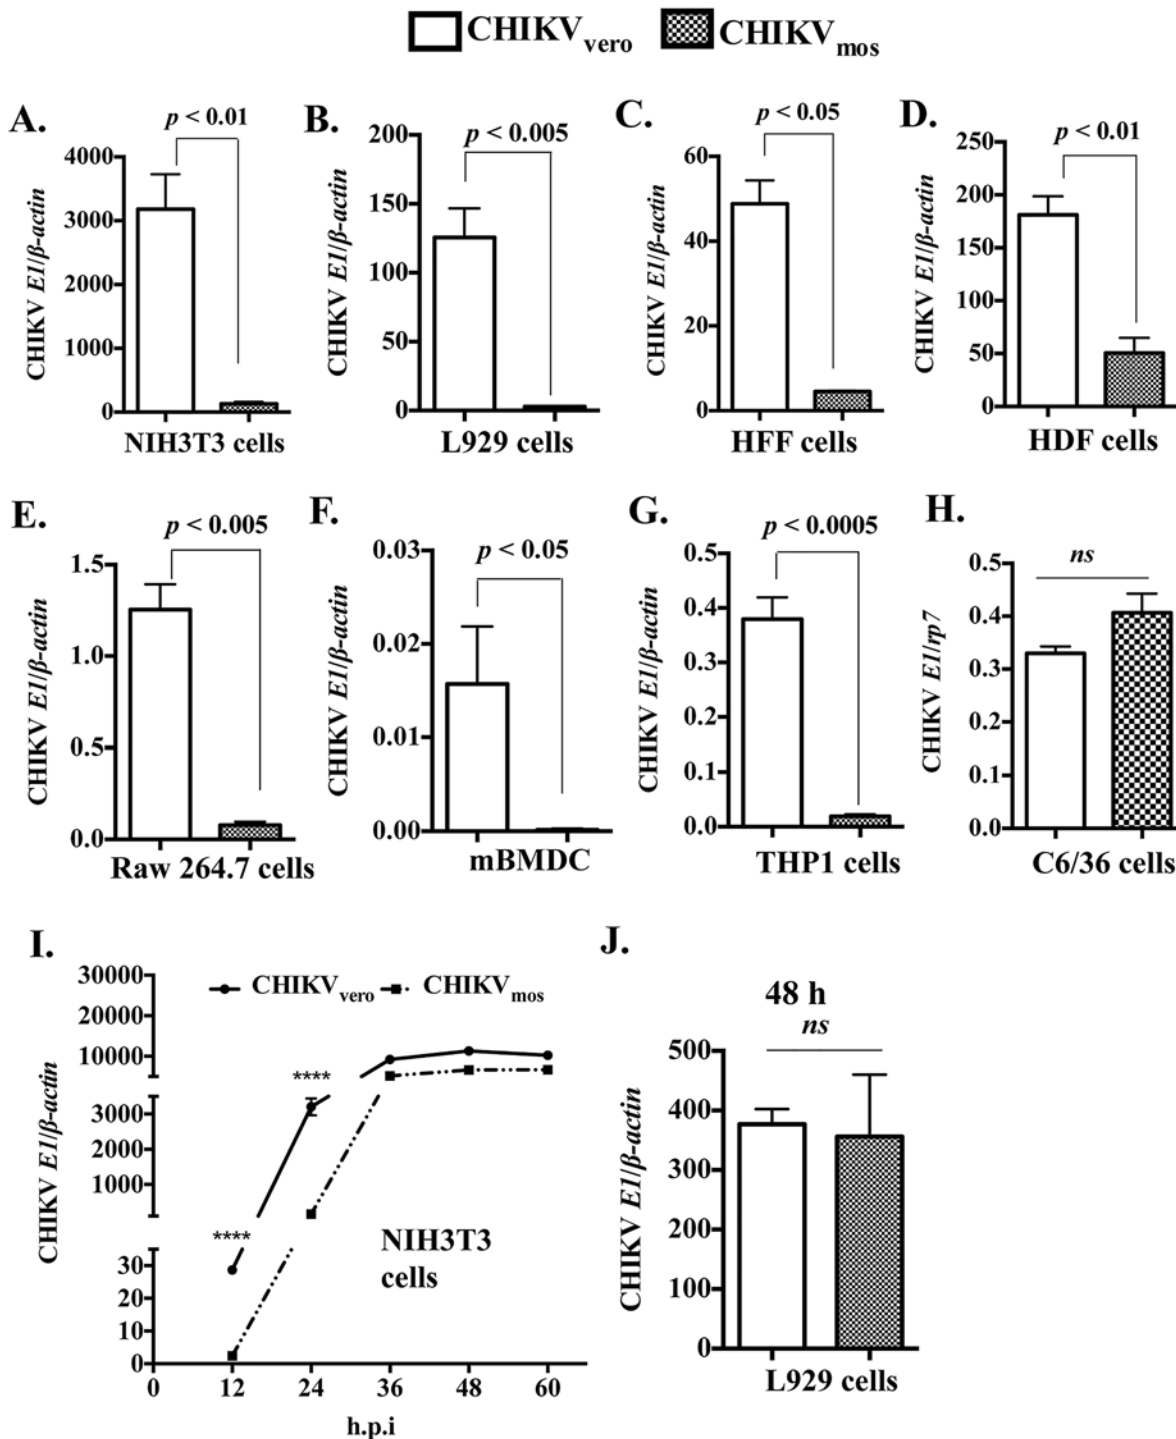 CHIKVvero CHIKVmos
A.
p < 0.01
CHIKV E1/β-actin
4000
3000
2000
1000
0
NIH3T3 cells
B.
p < 0.005
CHIKV E1/β-actin
200
150
100
50
0
L929 cells
C.
p < 0.05
CHIKV E1/β-actin
60
40
20
0
HFF cells
D.
p < 0.01
CHIKV E1/β-actin
250
200
150
100
50
0
HDF cells
E.
p < 0.005
CHIKV E1/β-actin
1.5
1.0
0.5
0.0
Raw 264.7 cells
F.
p < 0.05
CHIKV E1/β-actin
0.03
0.02
0.01
0.00
mBMDC
G.
p < 0.0005
CHIKV E1/β-actin
0.5
0.4
0.3
0.2
0.1
0.0
THP1 cells
H.
ns
CHIKV E1/rp7
0.5
0.4
0.3
0.2
0.1
0.0
C6/36 cells
I.
CHIKVvero CHIKVmos
CHIKV E1/β-actin
30000
20000
10000
3000
2000
1000
30
20
10
0
****
****
NIH3T3
cells
0 12 24 36 48 60
h.p.i
J.
48 h
ns
CHIKV E1/β-actin
500
400
300
200
100
0
L929 cells